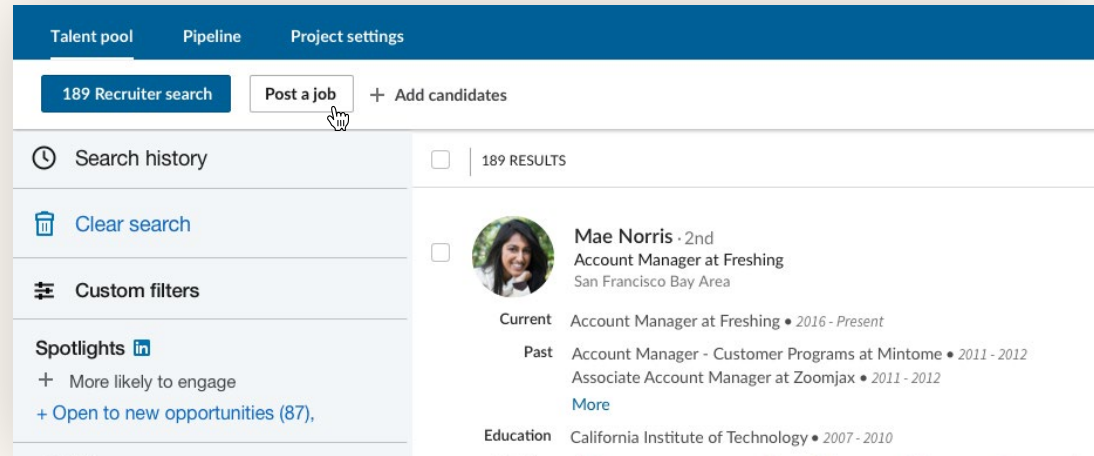 Talent pool Pipeline Project settings
189 Recruiter search Post a job + Add candidates
Search history
Clear search
Custom filters
Spotlights in
+ More likely to engage
+ Open to new opportunities (87),
189 RESULTS
Mae Norris · 2nd
Account Manager at Freshing
San Francisco Bay Area
Current Account Manager at Freshing • 2016 - Present
Past Account Manager - Customer Programs at Mintome • 2011 - 2012
Associate Account Manager at Zoomjax • 2011 - 2012
More
Education California Institute of Technology • 2007 - 2010